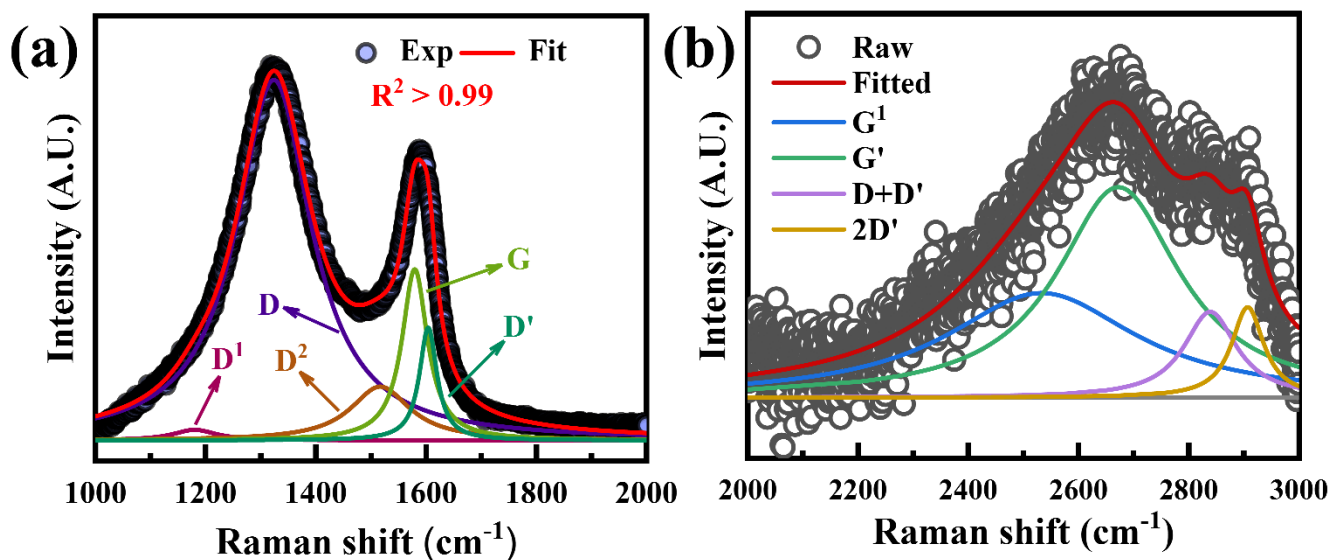 (a)
Exp Fit
R² > 0.99
G
D
D'
D¹
D²
Intensity (A.U.)
1000 1200 1400 1600 1800 2000
Raman shift (cm⁻¹)
(b)
Raw
Fitted
G¹
G'
D+D'
2D'
Intensity (A.U.)
2000 2200 2400 2600 2800 3000
Raman shift (cm⁻¹)